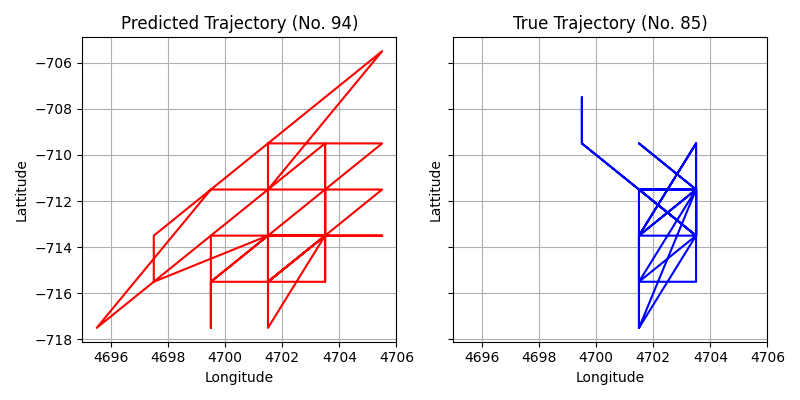 Predicted Trajectory (No. 94)
True Trajectory (No. 85)
Lattitude
−706
−708
−710
−712
−714
−716
−718
4696 4698 4700 4702 4704 4706
Longitude
Lattitude
4696 4698 4700 4702 4704 4706
Longitude